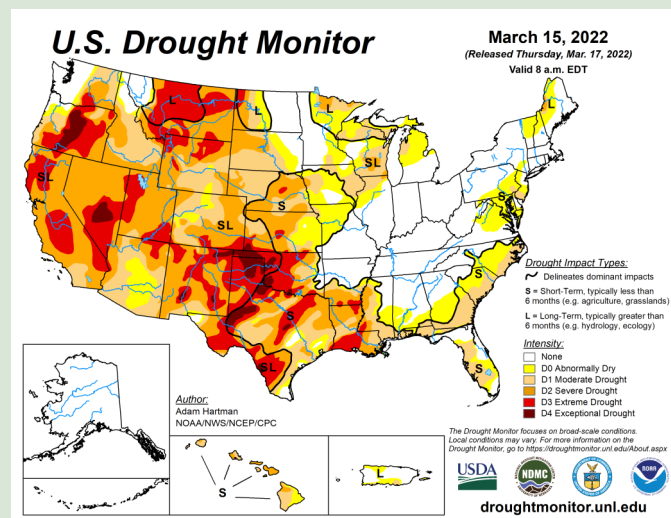 U.S. Drought Monitor
March 15, 2022
(Released Thursday, Mar. 17, 2022)
Valid 8 a.m. EDT
L
L
L
L
SL
SL
S
SL
S
S
S
SL
S
Drought Impact Types:
Delineates dominant impacts
S = Short-Term, typically less than
6 months (e.g. agriculture, grasslands)
L = Long-Term, typically greater than
6 months (e.g. hydrology, ecology)
Intensity:
None
D0 Abnormally Dry
D1 Moderate Drought
D2 Severe Drought
D3 Extreme Drought
D4 Exceptional Drought
Author:
Adam Hartman
NOAA/NWS/NCEP/CPC
S
L
The Drought Monitor focuses on broad-scale conditions.
Local conditions may vary. For more information on the
Drought Monitor, go to https://droughtmonitor.unl.edu/About.aspx
USDA
NDMC
NOAA
droughtmonitor.unl.edu